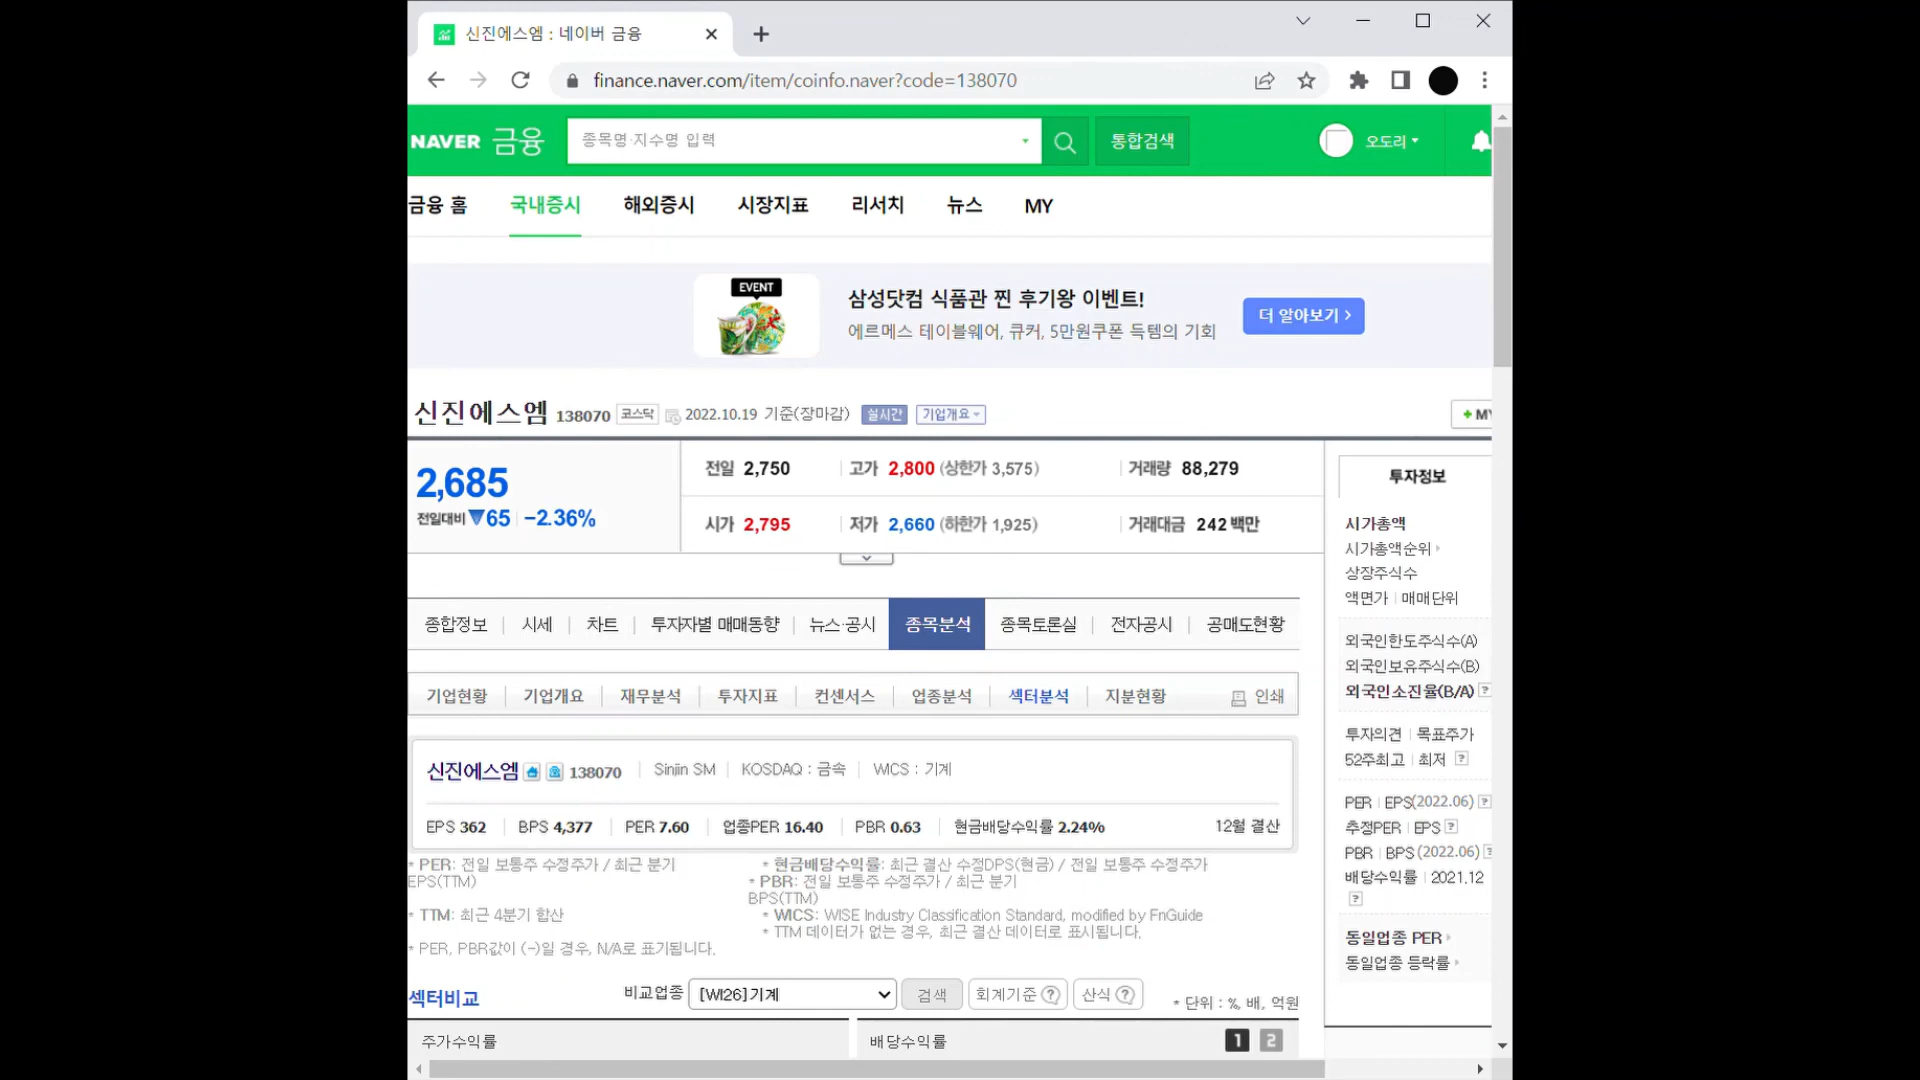 신진에스엠 : 네이버 금융
finance.naver.com/item/coinfo.naver?code=138070
NAVER 금융 종목명·지수명 입력 통합검색 오도리
금융 홈 국내증시 해외증시 시장지표 리서치 뉴스 MY
EVENT
삼성닷컴 식품관 찐 후기왕 이벤트!
에르메스 테이블웨어, 큐커, 5만원쿠폰 득템의 기회
더 알아보기 >
신진에스엠 138070 코스닥 2022.10.19 기준(장마감) 실시간 기업개요
+ MY
2,685
전일대비 ▼65 -2.36%
전일 2,750 고가 2,800 (상한가 3,575) 거래량 88,279
시가 2,795 저가 2,660 (하한가 1,925) 거래대금 242 백만
종합정보 시세 차트 투자자별 매매동향 뉴스·공시 종목분석 종목토론실 전자공시 공매도현황
기업현황 기업개요 재무분석 투자지표 컨센서스 업종분석 섹터분석 지분현황 인쇄
신진에스엠 138070 Sinjin SM KOSDAQ : 금속 WICS : 기계
EPS 362 BPS 4,377 PER 7.60 업종PER 16.40 PBR 0.63 현금배당수익률 2.24% 12월 결산
* PER: 전일 보통주 수정주가 / 최근 분기
EPS(TTM)
* TTM: 최근 4분기 합산
* PER, PBR값이 (-)일 경우, N/A로 표기됩니다.
* 현금배당수익률: 최근 결산 수정DPS(현금) / 전일 보통주 수정주가
* PBR: 전일 보통주 수정주가 / 최근 분기
BPS(TTM)
* WICS: WISE Industry Classification Standard, modified by FnGuide
* TTM 데이터가 없는 경우, 최근 결산 데이터로 표시됩니다.
섹터비교 비교업종 [WI26]기계 검색 회계기준 ? 산식 ? * 단위 : %, 배, 억원
주가수익률 배당수익률 1 2
투자정보
시가총액
시가총액순위
상장주식수
액면가 매매단위
외국인한도주식수(A)
외국인보유주식수(B)
외국인소진율(B/A) ?
투자의견 목표주가
52주최고 최저 ?
PER EPS(2022.06) ?
추정PER EPS ?
PBR BPS(2022.06) ?
배당수익률 2021.12
?
동일업종 PER
동일업종 등락률